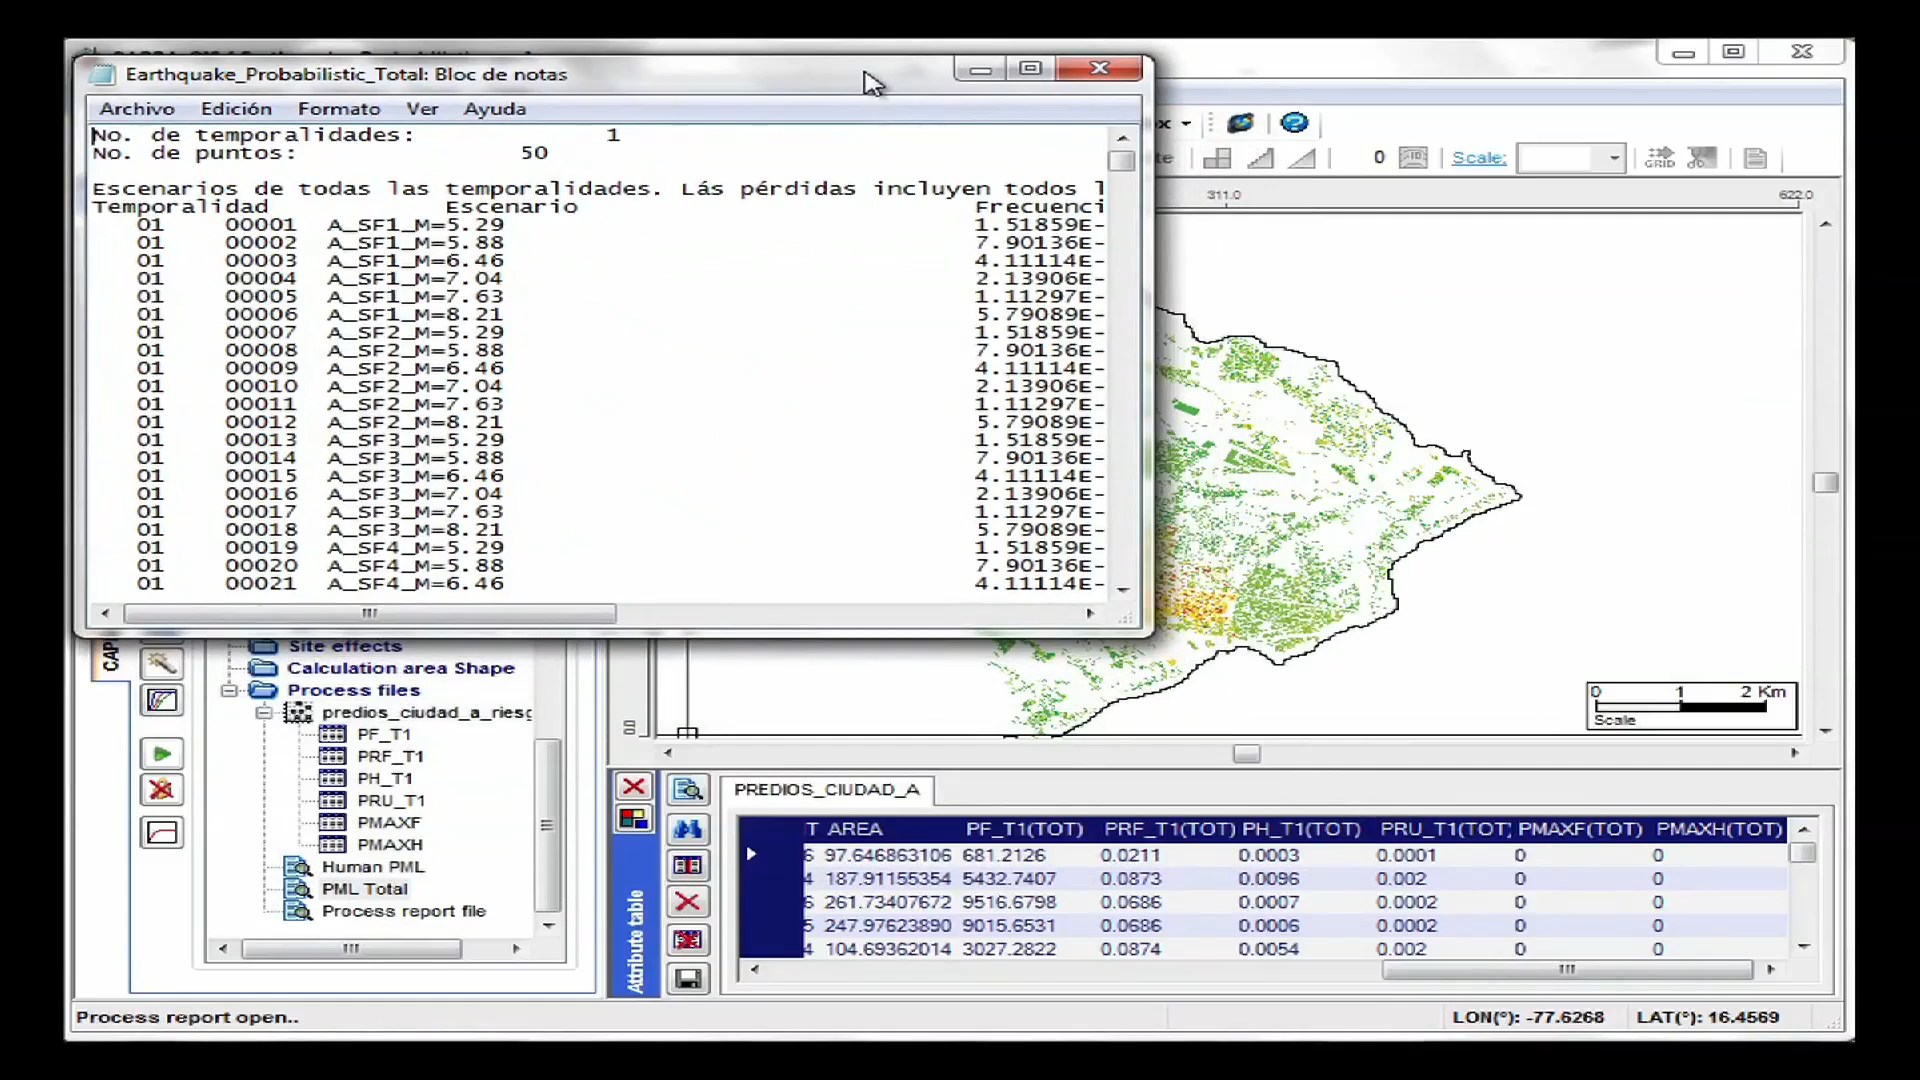 Earthquake_Probabilistic_Total: Bloc de notas
Archivo Edición Formato Ver Ayuda
No. de temporalidades: 1
No. de puntos: 50
Escenarios de todas las temporalidades. Lás pérdidas incluyen todos l
Temporalidad Escenario Frecuenci
01 00001 A_SF1_M=5.29 1.51859E-
01 00002 A_SF1_M=5.88 7.90136E-
01 00003 A_SF1_M=6.46 4.11114E-
01 00004 A_SF1_M=7.04 2.13906E-
01 00005 A_SF1_M=7.63 1.11297E-
01 00006 A_SF1_M=8.21 5.79089E-
01 00007 A_SF2_M=5.29 1.51859E-
01 00008 A_SF2_M=5.88 7.90136E-
01 00009 A_SF2_M=6.46 4.11114E-
01 00010 A_SF2_M=7.04 2.13906E-
01 00011 A_SF2_M=7.63 1.11297E-
01 00012 A_SF2_M=8.21 5.79089E-
01 00013 A_SF3_M=5.29 1.51859E-
01 00014 A_SF3_M=5.88 7.90136E-
01 00015 A_SF3_M=6.46 4.11114E-
01 00016 A_SF3_M=7.04 2.13906E-
01 00017 A_SF3_M=7.63 1.11297E-
01 00018 A_SF3_M=8.21 5.79089E-
01 00019 A_SF4_M=5.29 1.51859E-
01 00020 A_SF4_M=5.88 7.90136E-
01 00021 A_SF4_M=6.46 4.11114E-
0 Scale:
311.0 622.0
0 1 2 Km
Scale
CAP
Site effects
Calculation area Shape
Process files
predios_ciudad_a_riesg
PF_T1
PRF_T1
PH_T1
PRU_T1
PMAXF
PMAXH
Human PML
PML Total
Process report file
0.0
Attribute table
PREDIOS_CIUDAD_A
T AREA PF_T1(TOT) PRF_T1(TOT) PH_T1(TOT) PRU_T1(TOT) PMAXF(TOT) PMAXH(TOT)
6 97.646863106 681.2126 0.0211 0.0003 0.0001 0 0
4 187.91155354 5432.7407 0.0873 0.0096 0.002 0 0
6 261.73407672 9516.6798 0.0686 0.0007 0.0002 0 0
5 247.97623890 9015.6531 0.0686 0.0006 0.0002 0 0
4 104.69362014 3027.2822 0.0874 0.0054 0.002 0 0
Process report open..
LON(°): -77.6268 LAT(°): 16.4569